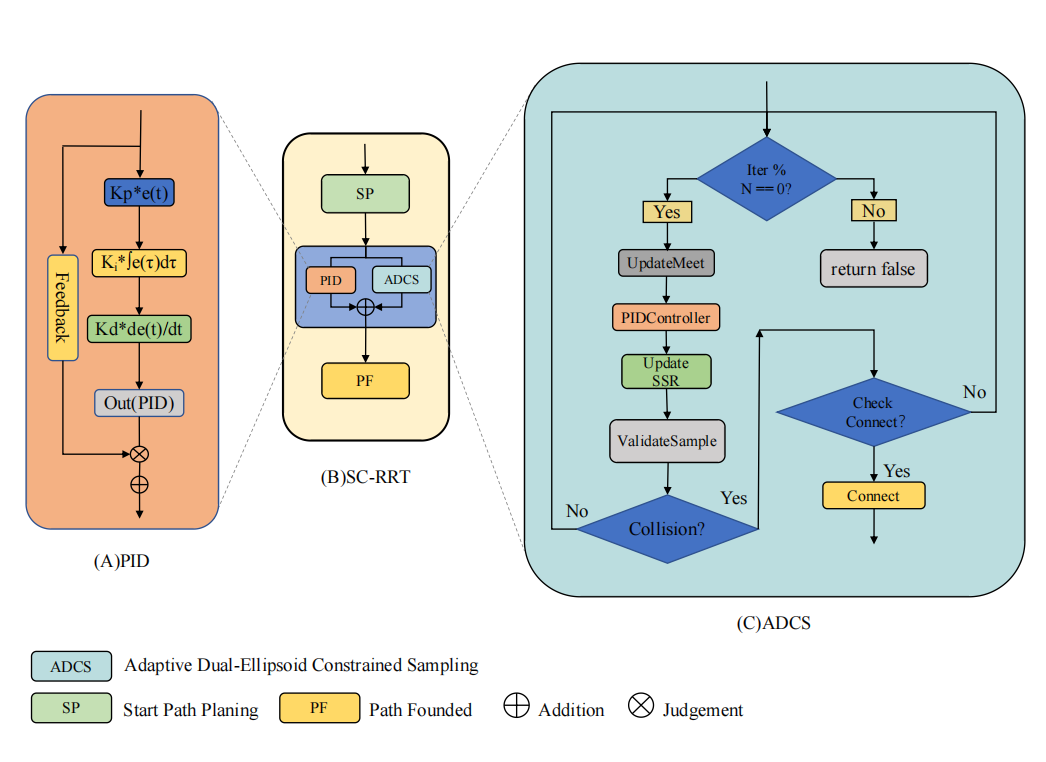 Kp*e(t)
Kᵢ*∫e(τ)dτ
Feedback
Kd*de(t)/dt
Out(PID)
(A)PID
SP
PID
ADCS
PF
(B)SC-RRT
Iter %
N == 0?
Yes
No
UpdateMeet
return false
PIDController
Update
SSR
ValidateSample
Collision?
No
Yes
Check
Connect?
No
Yes
Connect
(C)ADCS
ADCS Adaptive Dual-Ellipsoid Constrained Sampling
SP Start Path Planing PF Path Founded Addition Judgement